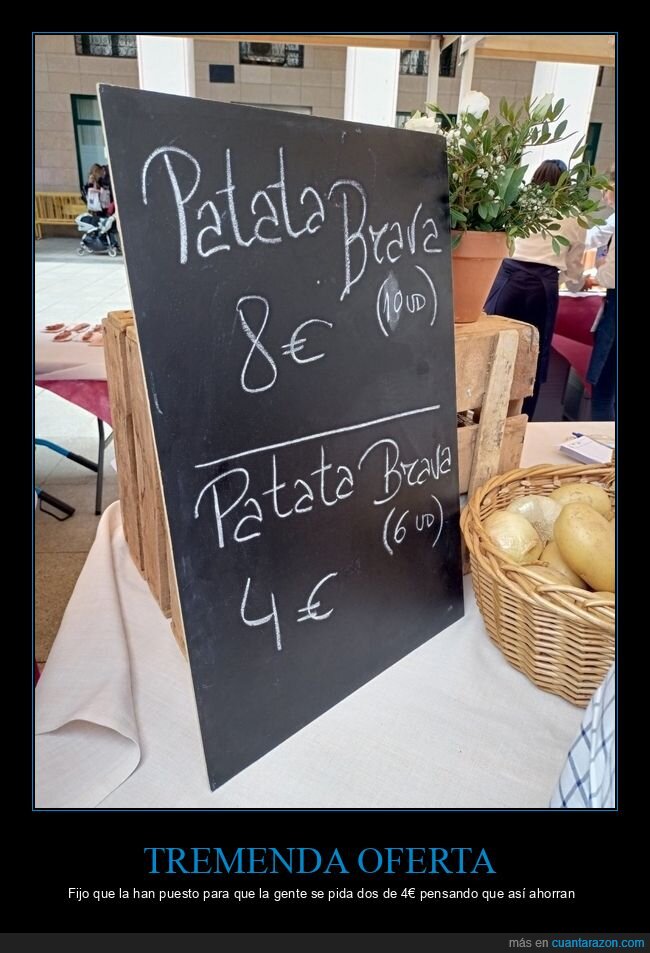 Patata
Brava
8€ (10 UD)
Patata Brava
(6 UD)
4€
TREMENDA OFERTA
Fijo que la han puesto para que la gente se pida dos de 4€ pensando que así ahorran
más en cuantarazon.com